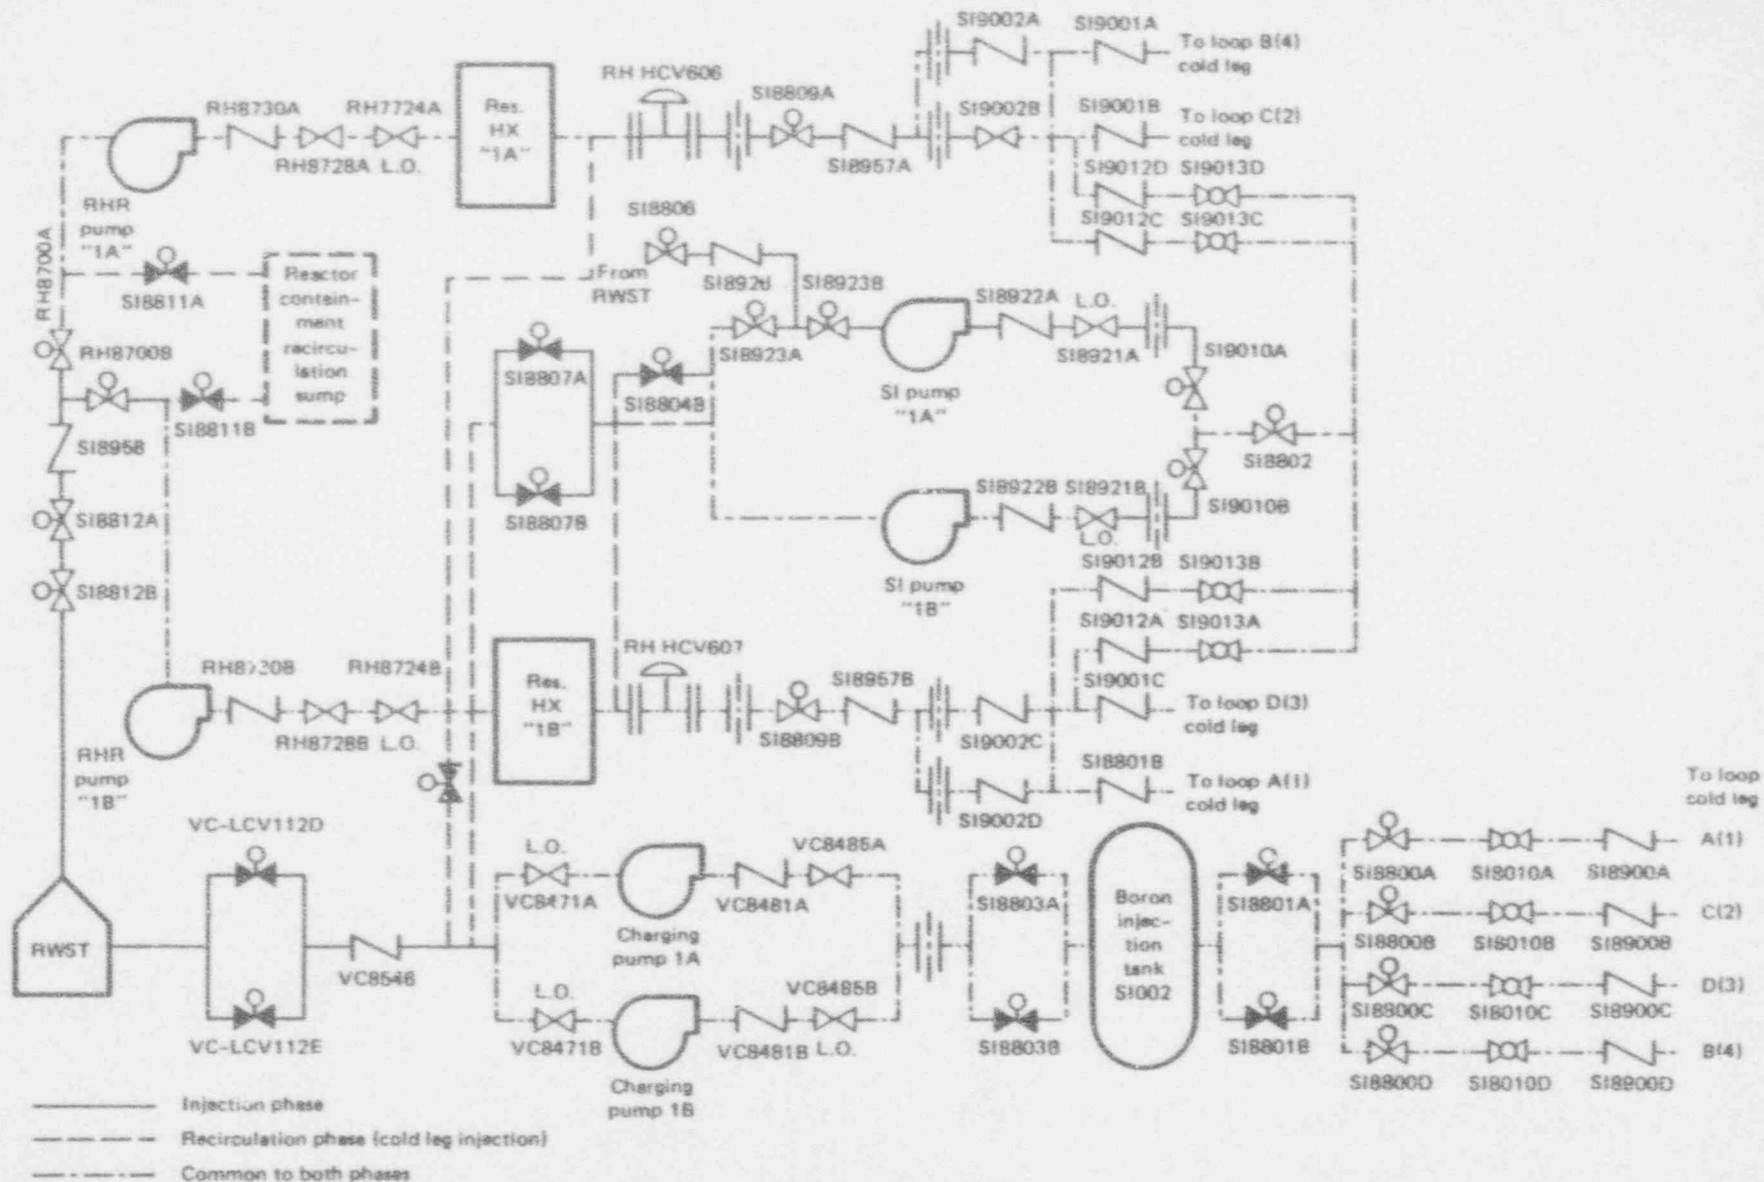 SI9002A
SI9001A
To loop B(4)
cold leg
RH HCV606
SI8809A
RH8730A
RH7724A
Res.
HX
"1A"
SI9002B
SI9001B
To loop C(2)
cold leg
RH8728A
L.O.
SI8957A
SI9012D
SI9013D
RHR
pump
"1A"
SI8806
SI9012C
SI9013C
RH8700A
SI8811A
Reactor
contain-
ment
recircu-
lation
sump
From
RWST
SI8923B
SI8922A
L.O.
RH8700B
SI8807A
SI8923A
SI8921A
SI9010A
SI8804B
SI pump
"1A"
SI8811B
SI8802
SI8958
SI8922B
SI8921B
SI9010B
SI8812A
SI8807B
L.O.
SI9012B
SI9013B
SI8812B
SI pump
"1B"
SI9012A
SI9013A
RH8724B
Res.
HX
"1B"
RH HCV607
SI8957B
SI9001C
To loop D(3)
cold leg
RH8728B
L.O.
SI8809B
SI9002C
RHR
pump
"1B"
SI8801B
To loop A(1)
cold leg
SI9002D
To loop
cold leg
VC-LCV112D
L.O.
VC8485A
A(1)
VC8471A
VC8481A
SI8803A
SI8801A
SI8800A
SI8010A
SI8900A
RWST
Charging
pump 1A
Boron
injec-
tion
tank
SI002
C(2)
VC8546
SI8800B
SI8010B
SI8900B
L.O.
VC8485B
D(3)
VC-LCV112E
VC8471B
VC8481B
L.O.
SI8803B
SI8801B
SI8800C
SI8010C
SI8900C
B(4)
SI8800D
SI8010D
SI8900D
Charging
pump 1B
Injection phase
Recirculation phase (cold leg injection)
Common to both phases